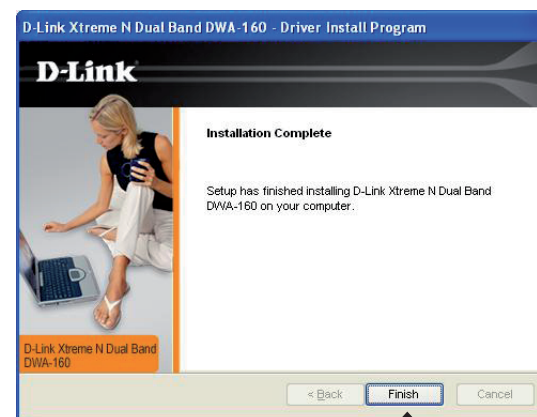 D-Link Xtreme N Dual Band DWA-160 - Driver Install Program
D-Link
Installation Complete
Setup has finished installing D-Link Xtreme N Dual Band
DWA-160 on your computer.
D-Link Xtreme N Dual Band
DWA-160
< Back Finish Cancel